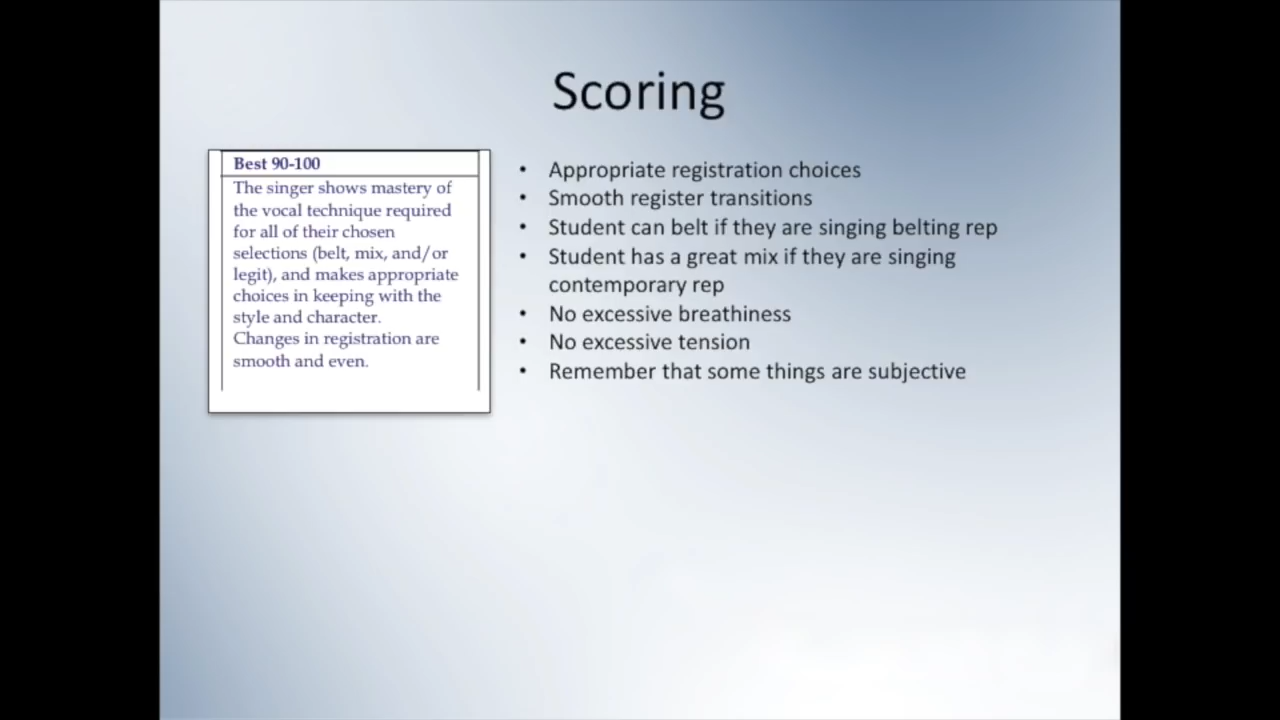 Scoring
Best 90-100
The singer shows mastery of
the vocal technique required
for all of their chosen
selections (belt, mix, and/or
legit), and makes appropriate
choices in keeping with the
style and character.
Changes in registration are
smooth and even.
• Appropriate registration choices
• Smooth register transitions
• Student can belt if they are singing belting rep
• Student has a great mix if they are singing
contemporary rep
• No excessive breathiness
• No excessive tension
• Remember that some things are subjective